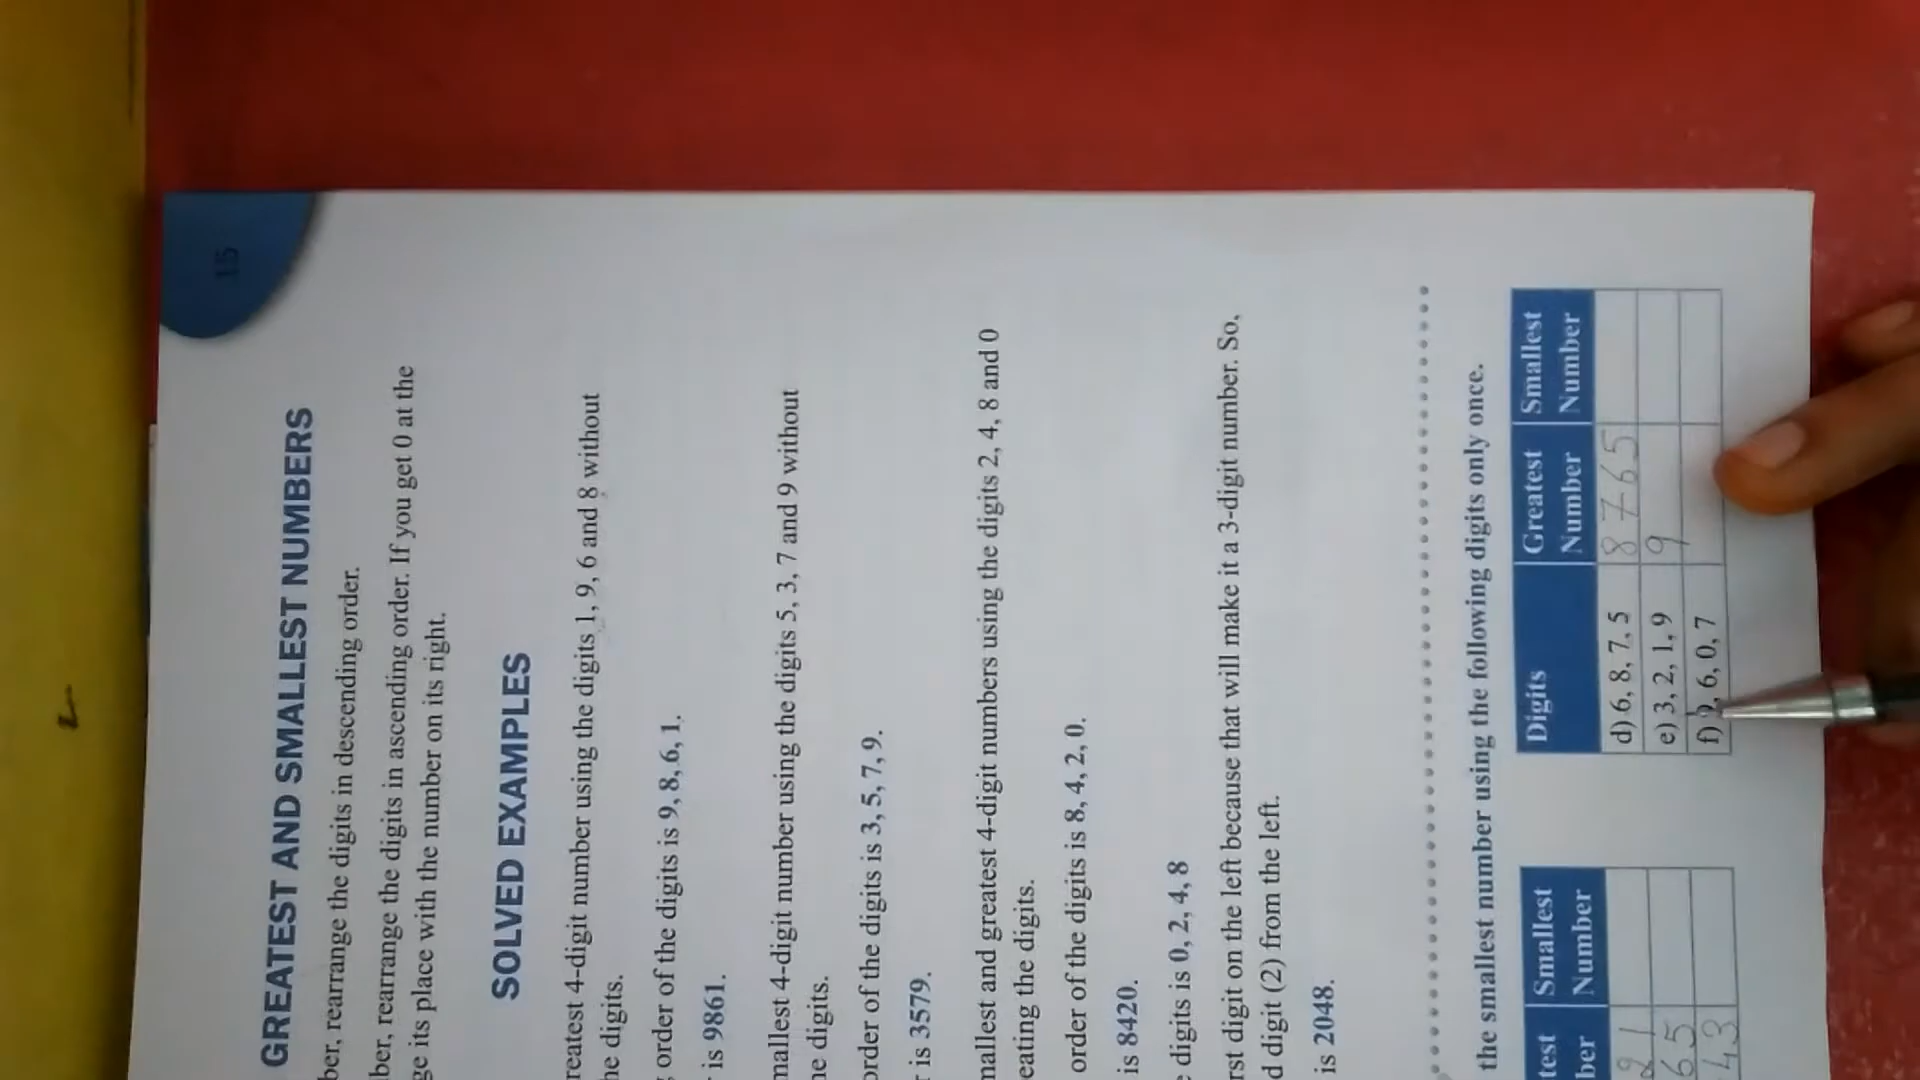 15
GREATEST AND SMALLEST NUMBERS
ber, rearrange the digits in descending order.
ber, rearrange the digits in ascending order. If you get 0 at the
ge its place with the number on its right.
SOLVED EXAMPLES
reatest 4-digit number using the digits 1, 9, 6 and 8 without
he digits.
order of the digits is 9, 8, 6, 1.
is 9861.
mallest 4-digit number using the digits 5, 3, 7 and 9 without
he digits.
order of the digits is 3, 5, 7, 9.
r is 3579.
mallest and greatest 4-digit numbers using the digits 2, 4, 8 and 0
eating the digits.
order of the digits is 8, 4, 2, 0.
is 8420.
e digits is 0, 2, 4, 8
rst digit on the left because that will make it a 3-digit number. So,
d digit (2) from the left.
is 2048.
the smallest number using the following digits only once.
test Smallest
ber Number
21
65
43
Digits Greatest Smallest
Number Number
d) 6, 8, 7, 5 8765
e) 3, 2, 1, 9 9
f) 6, 0, 7